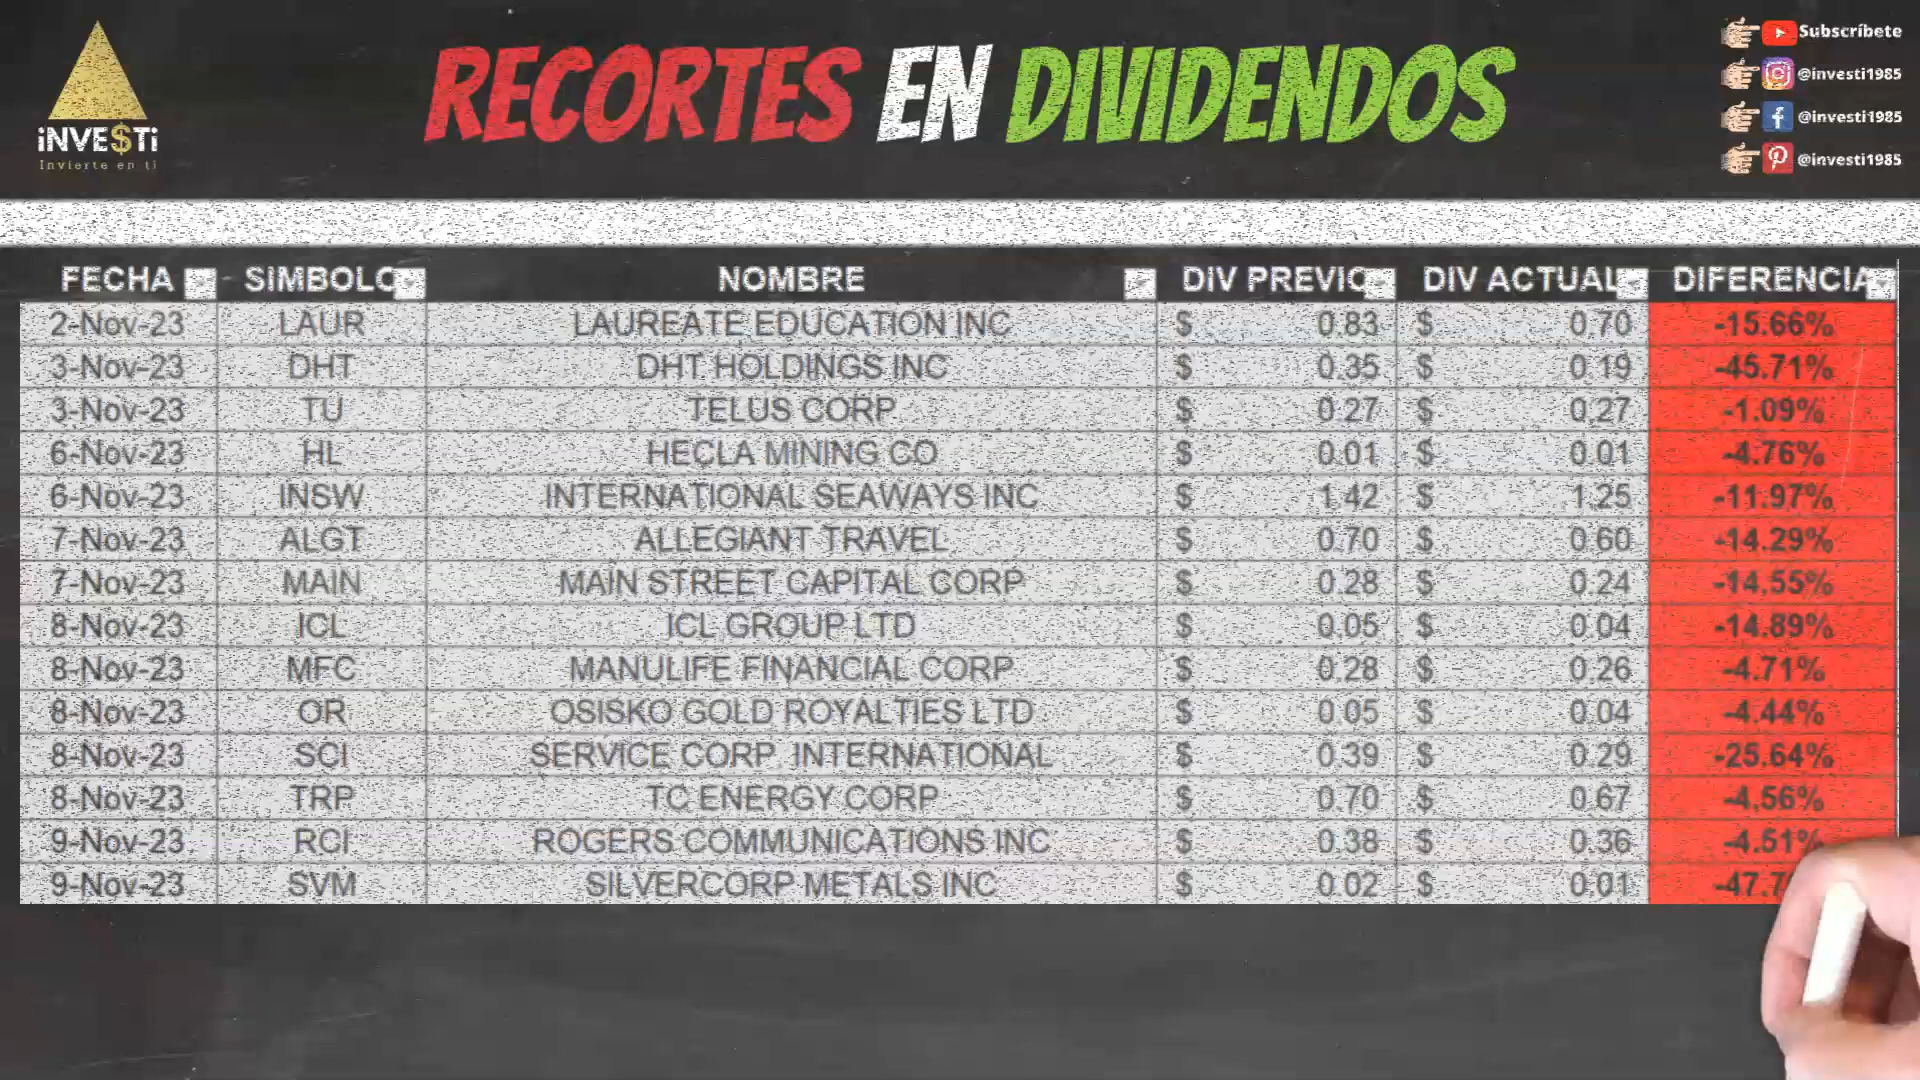 iNVE$Ti
Invierte en ti
RECORTES EN DIVIDENDOS
Subscríbete
@investi1985
@investi1985
@investi1985
FECHA SIMBOLO NOMBRE DIV PREVIO DIV ACTUAL DIFERENCIA
2-Nov-23 LAUR LAUREATE EDUCATION INC $ 0.83 $ 0.70 -15.66%
3-Nov-23 DHT DHT HOLDINGS INC $ 0.35 $ 0.19 -45.71%
3-Nov-23 TU TELUS CORP $ 0.27 $ 0.27 -1.09%
6-Nov-23 HL HECLA MINING CO $ 0.01 $ 0.01 -4.76%
6-Nov-23 INSW INTERNATIONAL SEAWAYS INC $ 1.42 $ 1.25 -11.97%
7-Nov-23 ALGT ALLEGIANT TRAVEL $ 0.70 $ 0.60 -14.29%
7-Nov-23 MAIN MAIN STREET CAPITAL CORP $ 0.28 $ 0.24 -14.55%
8-Nov-23 ICL ICL GROUP LTD $ 0.05 $ 0.04 -14.89%
8-Nov-23 MFC MANULIFE FINANCIAL CORP $ 0.28 $ 0.26 -4.71%
8-Nov-23 OR OSISKO GOLD ROYALTIES LTD $ 0.05 $ 0.04 -4.44%
8-Nov-23 SCI SERVICE CORP. INTERNATIONAL $ 0.39 $ 0.29 -25.64%
8-Nov-23 TRP TC ENERGY CORP $ 0.70 $ 0.67 -4.56%
9-Nov-23 RCI ROGERS COMMUNICATIONS INC $ 0.38 $ 0.36 -4.51%
9-Nov-23 SVM SILVERCORP METALS INC $ 0.02 $ 0.01